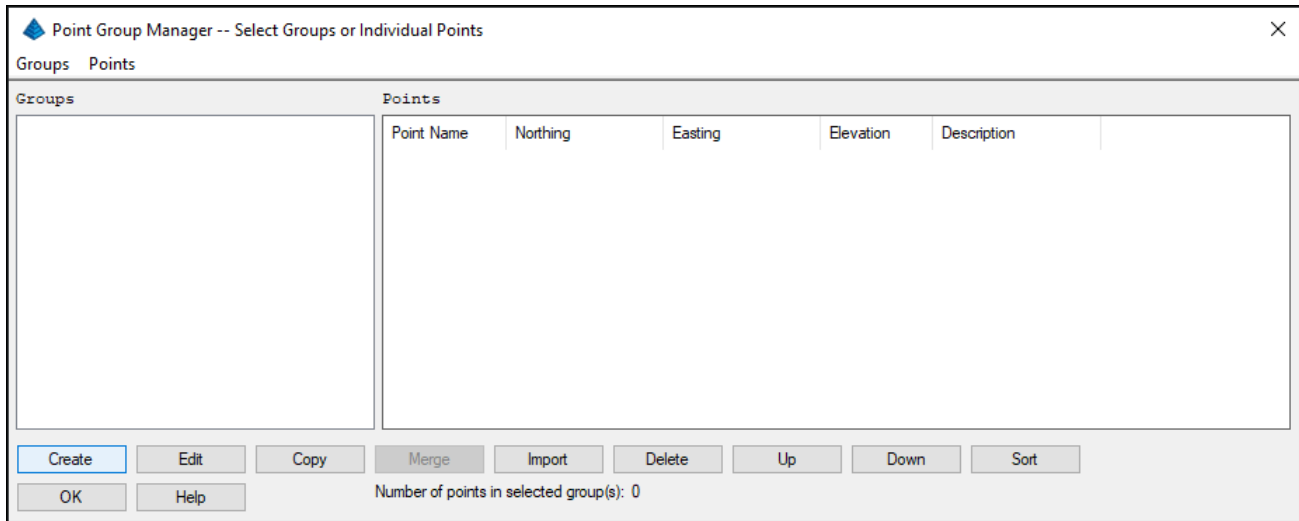 Point Group Manager -- Select Groups or Individual Points
Groups Points
Groups Points
Point Name Northing Easting Elevation Description
Create Edit Copy Merge Import Delete Up Down Sort
OK Help Number of points in selected group(s): 0